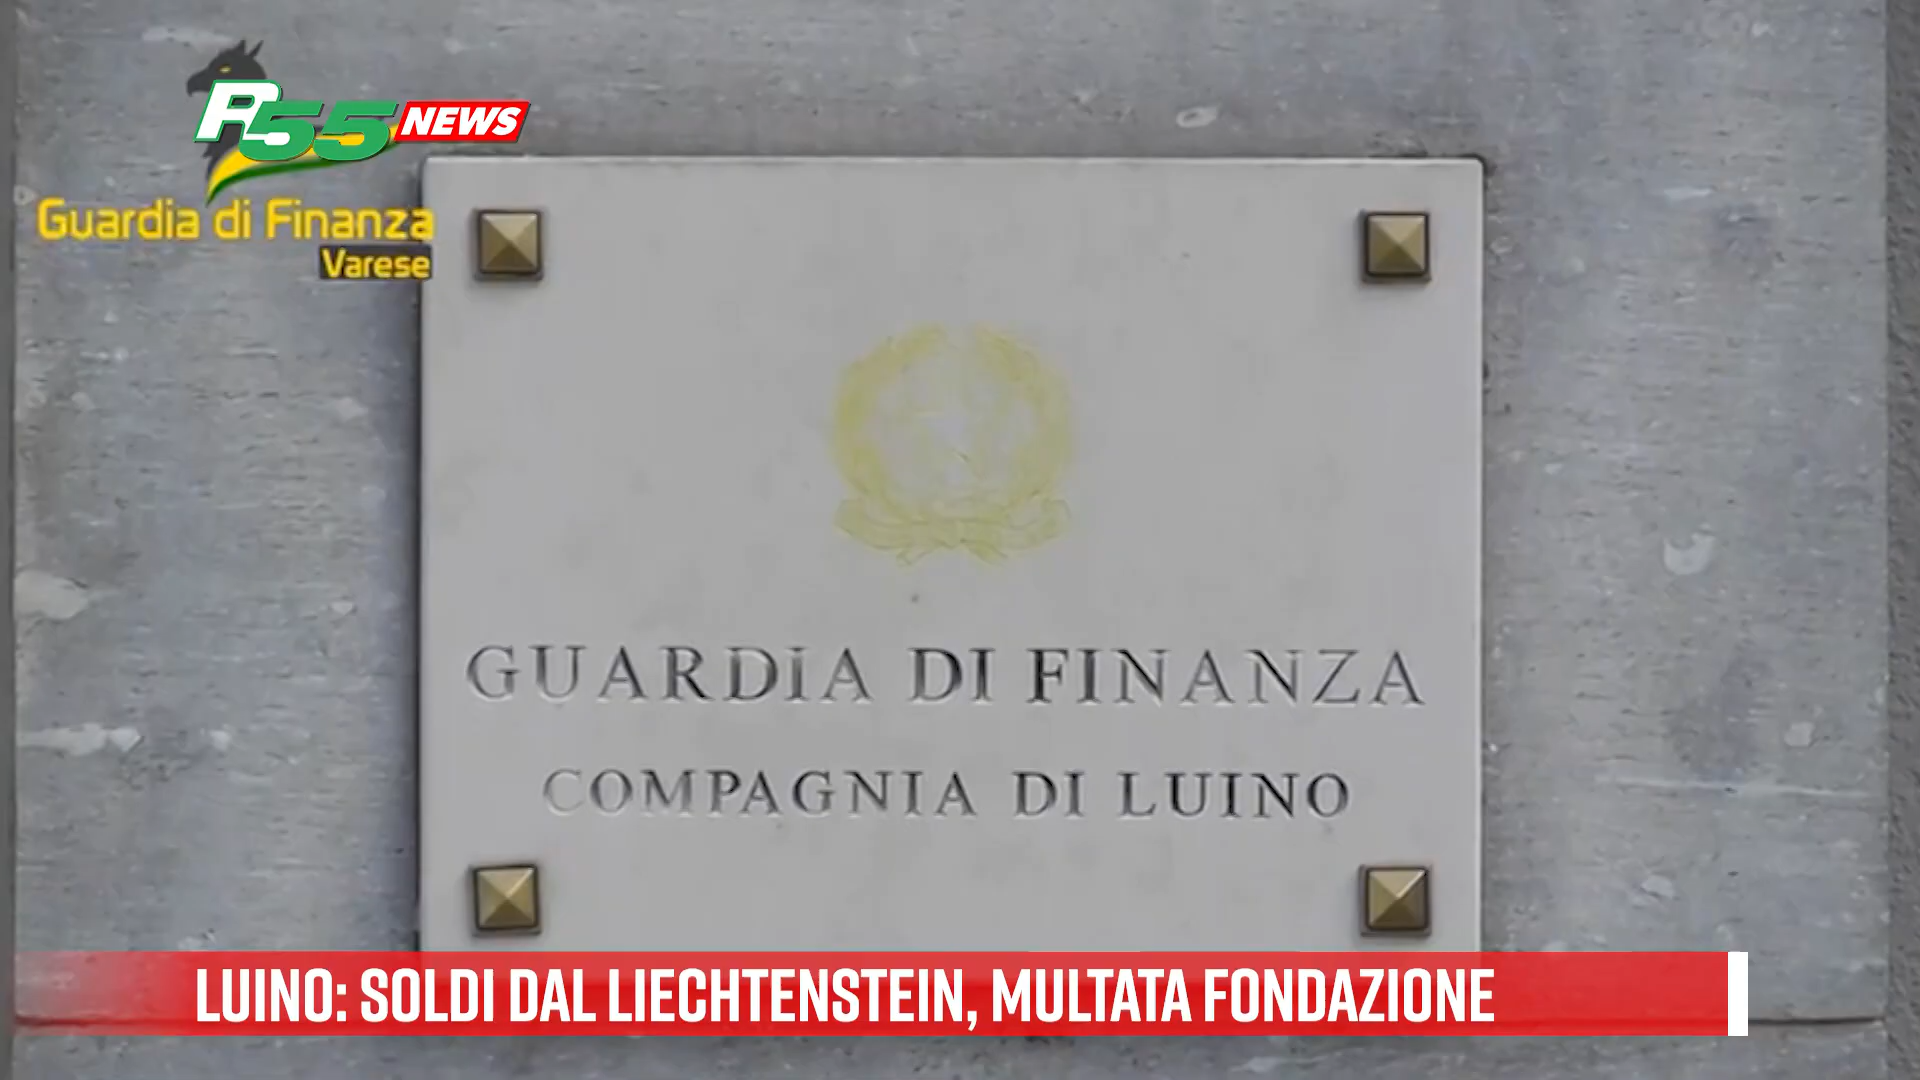 R55 NEWS
Guardia di Finanza
Varese
GUARDIA DI FINANZA
COMPAGNIA DI LUINO
LUINO: SOLDI DAL LIECHTENSTEIN, MULTATA FONDAZIONE